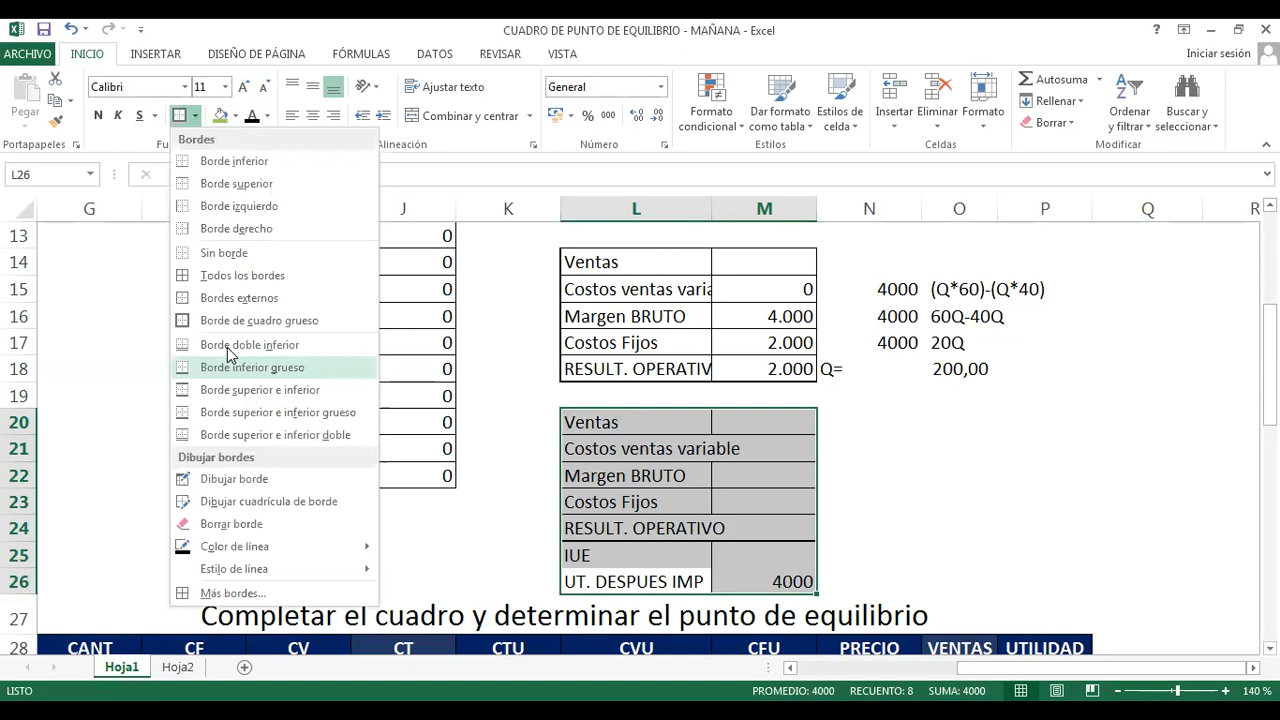 CUADRO DE PUNTO DE EQUILIBRIO - MAÑANA - Excel
ARCHIVO INICIO INSERTAR DISEÑO DE PÁGINA FÓRMULAS DATOS REVISAR VISTA Iniciar sesión
Pegar
Calibri 11
N K S A A A
Ajustar texto
Combinar y centrar
General
% 000
Formato condicional
Dar formato como tabla
Estilos de celda
Insertar Eliminar Formato
Autosuma
Rellenar
Borrar
Ordenar y filtrar
Buscar y seleccionar
Portapapeles Fu lineación Número Estilos Celdas Modificar
L26
Bordes
Borde inferior
Borde superior
Borde izquierdo
Borde derecho
Sin borde
Todos los bordes
Bordes externos
Borde de cuadro grueso
Borde doble inferior
Borde inferior grueso
Borde superior e inferior
Borde superior e inferior grueso
Borde superior e inferior doble
Dibujar bordes
Dibujar borde
Dibujar cuadrícula de borde
Borrar borde
Color de línea
Estilo de línea
Más bordes...
G J K L M N O P Q R
13 0
14 0 Ventas
15 0 Costos ventas varia 0 4000 (Q*60)-(Q*40)
16 0 Margen BRUTO 4.000 4000 60Q-40Q
17 0 Costos Fijos 2.000 4000 20Q
18 0 RESULT. OPERATIV 2.000 Q= 200,00
19 0
20 0 Ventas
21 0 Costos ventas variable
22 0 Margen BRUTO
23 Costos Fijos
24 RESULT. OPERATIVO
25 IUE
26 UT. DESPUES IMP 4000
27 Completar el cuadro y determinar el punto de equilibrio
28 CANT CF CV CT CTU CVU CFU PRECIO VENTAS UTILIDAD
Hoja1 Hoja2
LISTO PROMEDIO: 4000 RECUENTO: 8 SUMA: 4000 140 %